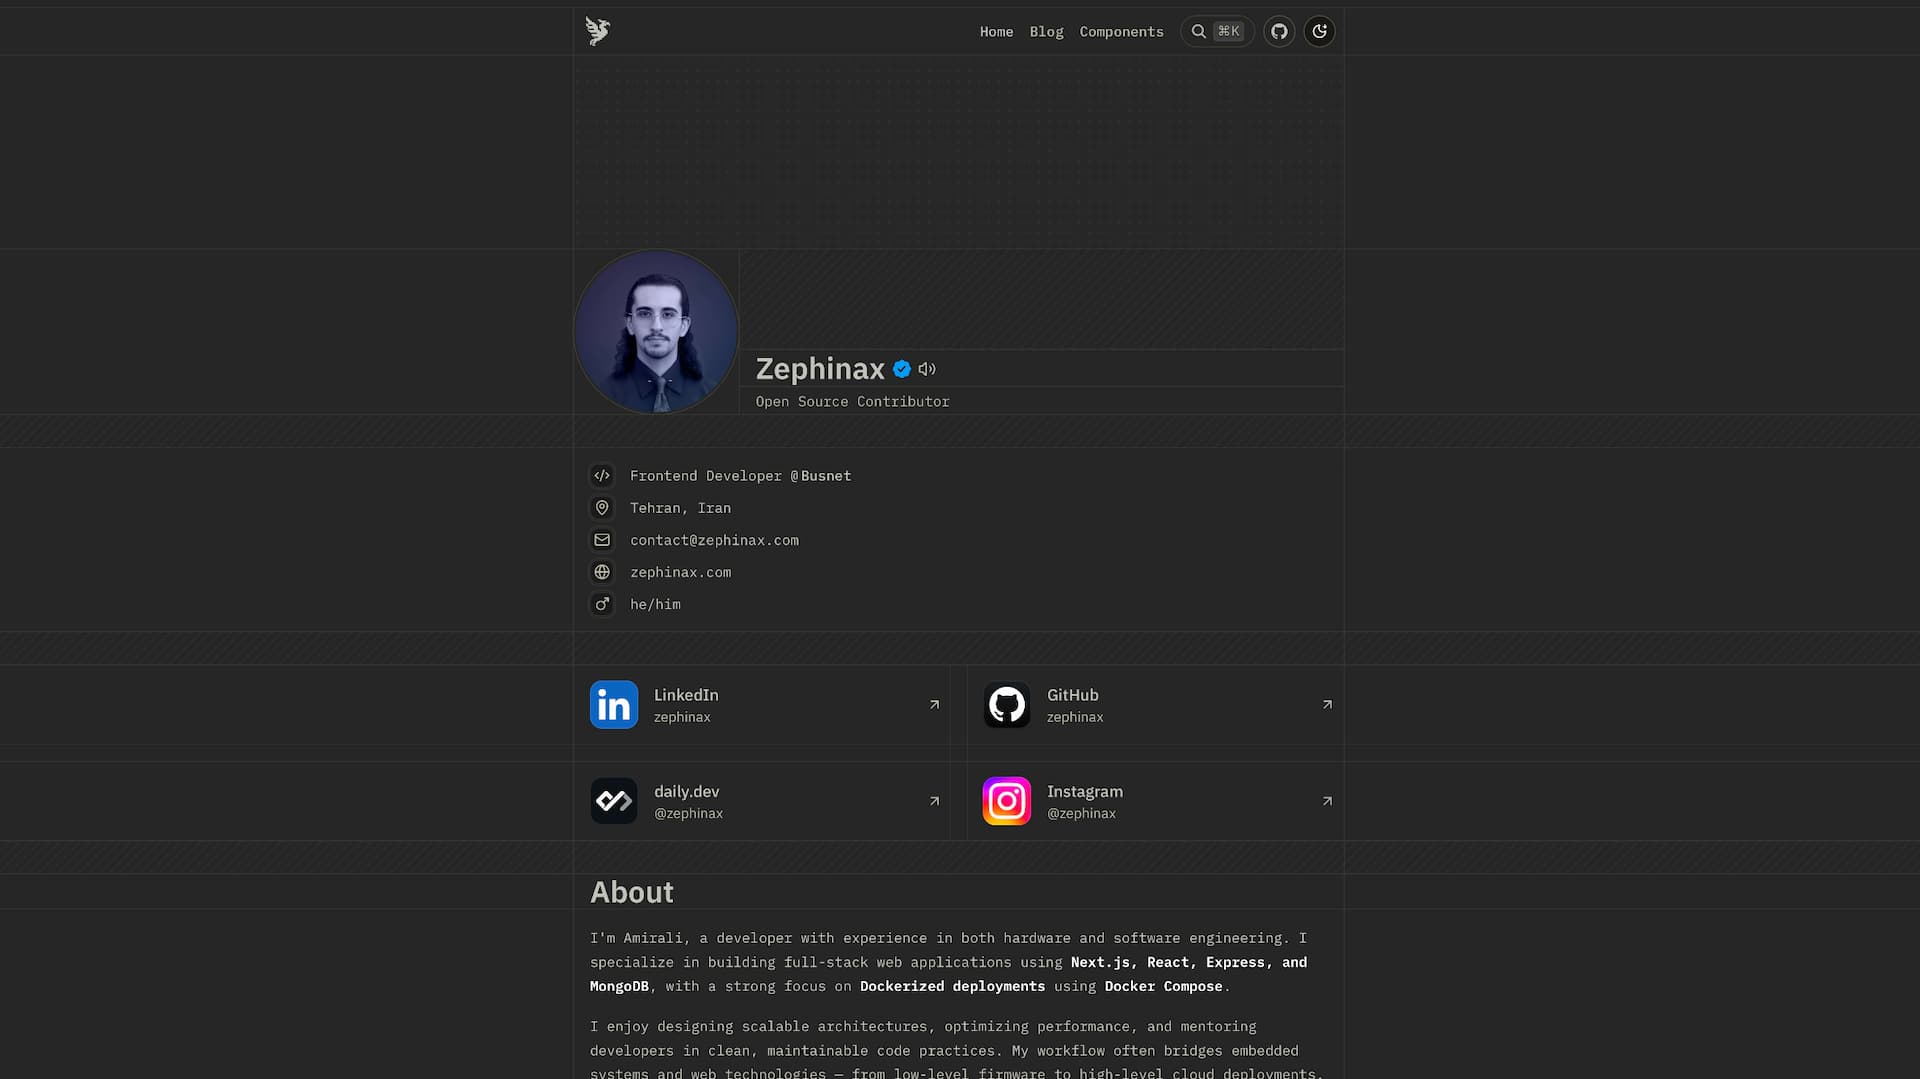 Home Blog Components ⌘K
Zephinax
Open Source Contributor
Frontend Developer @Busnet
Tehran, Iran
contact@zephinax.com
zephinax.com
he/him
LinkedIn
zephinax
GitHub
zephinax
daily.dev
@zephinax
Instagram
@zephinax
About
I'm Amirali, a developer with experience in both hardware and software engineering. I
specialize in building full-stack web applications using Next.js, React, Express, and
MongoDB, with a strong focus on Dockerized deployments using Docker Compose.
I enjoy designing scalable architectures, optimizing performance, and mentoring
developers in clean, maintainable code practices. My workflow often bridges embedded
systems and web technologies — from low-level firmware to high-level cloud deployments.